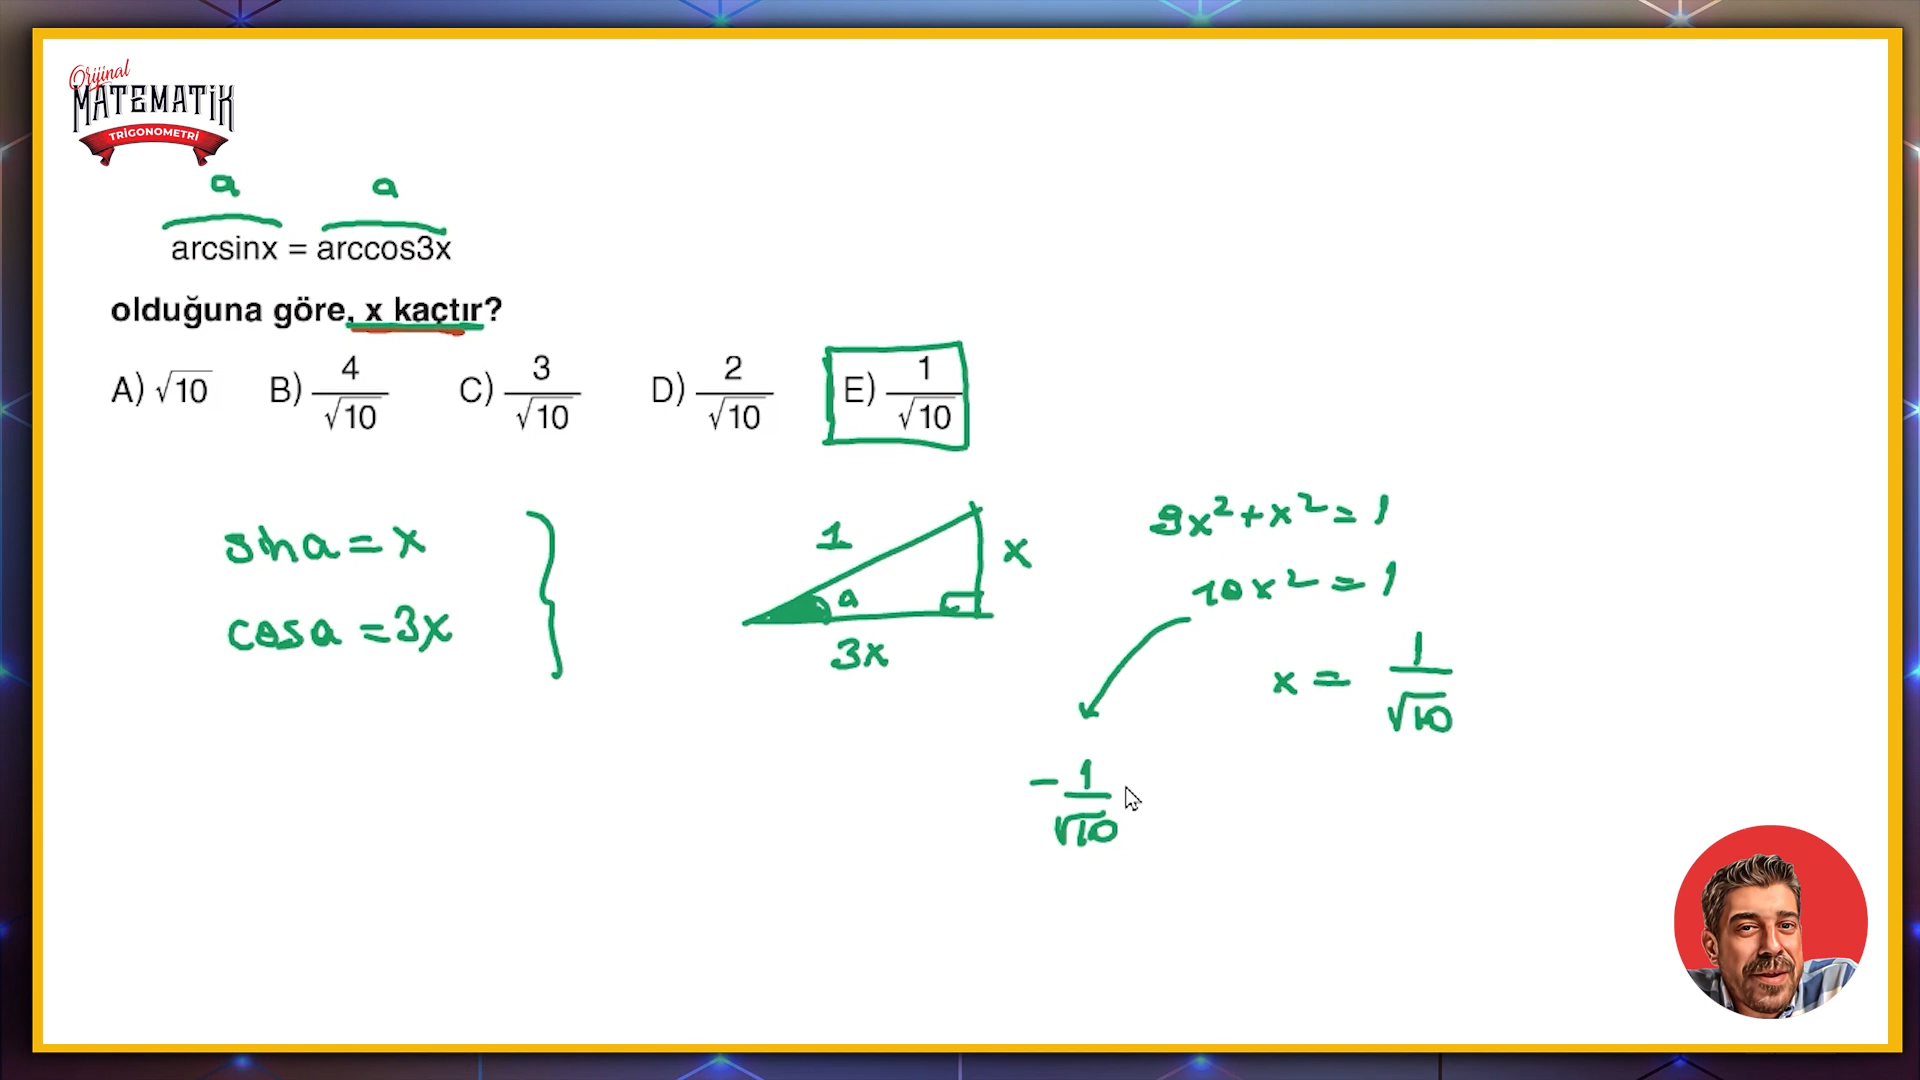 Orijinal
MATEMATİK
TRİGONOMETRİ
a a
arcsinx = arccos3x
olduğuna göre, x kaçtır?
A) √10 B) 4/√10 C) 3/√10 D) 2/√10 E) 1/√10
sina = x
cosa = 3x
1
x
a
3x
9x² + x² = 1
10x² = 1
x = 1/√10
-1/√10